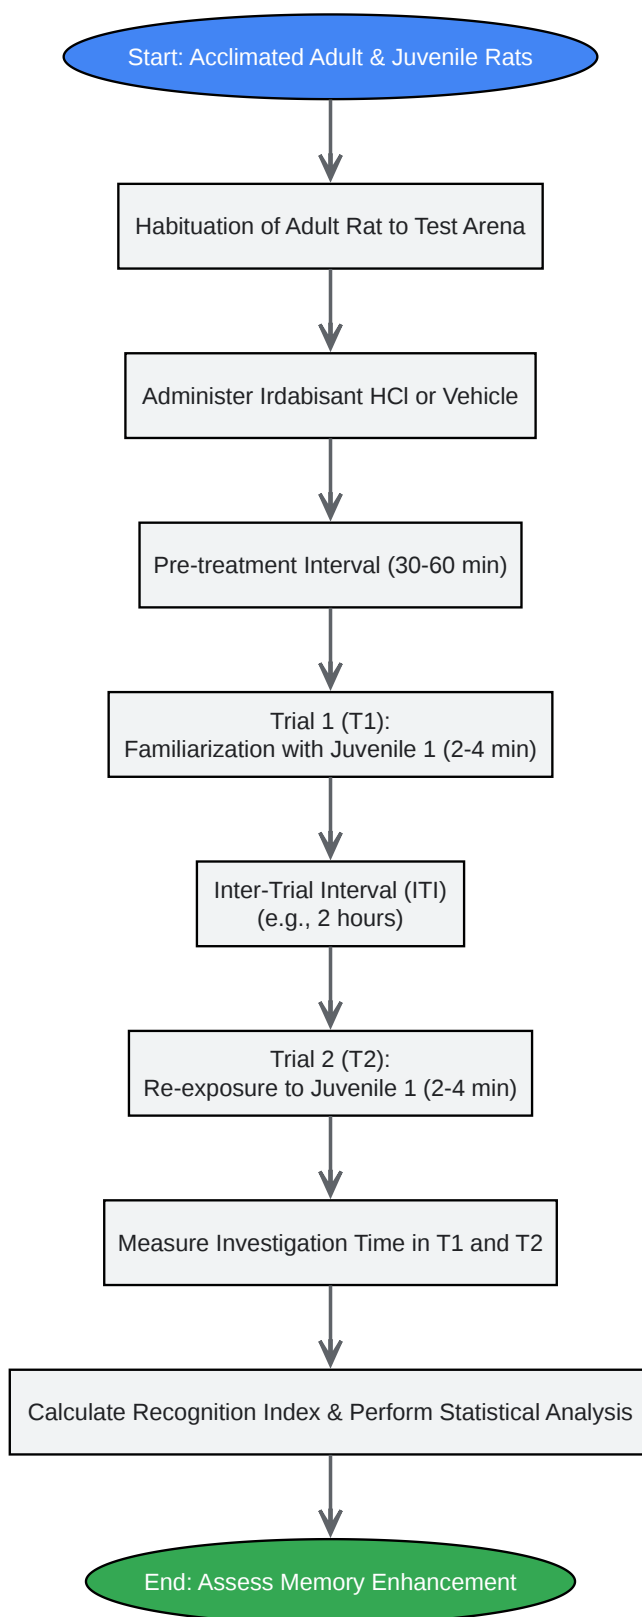 Start: Acclimated Adult & Juvenile Rats
Habituation of Adult Rat to Test Arena
Administer Irdabisant HCl or Vehicle
Pre-treatment Interval (30-60 min)
Trial 1 (T1):
Familiarization with Juvenile 1 (2-4 min)
Inter-Trial Interval (ITI)
(e.g., 2 hours)
Trial 2 (T2):
Re-exposure to Juvenile 1 (2-4 min)
Measure Investigation Time in T1 and T2
Calculate Recognition Index & Perform Statistical Analysis
End: Assess Memory Enhancement